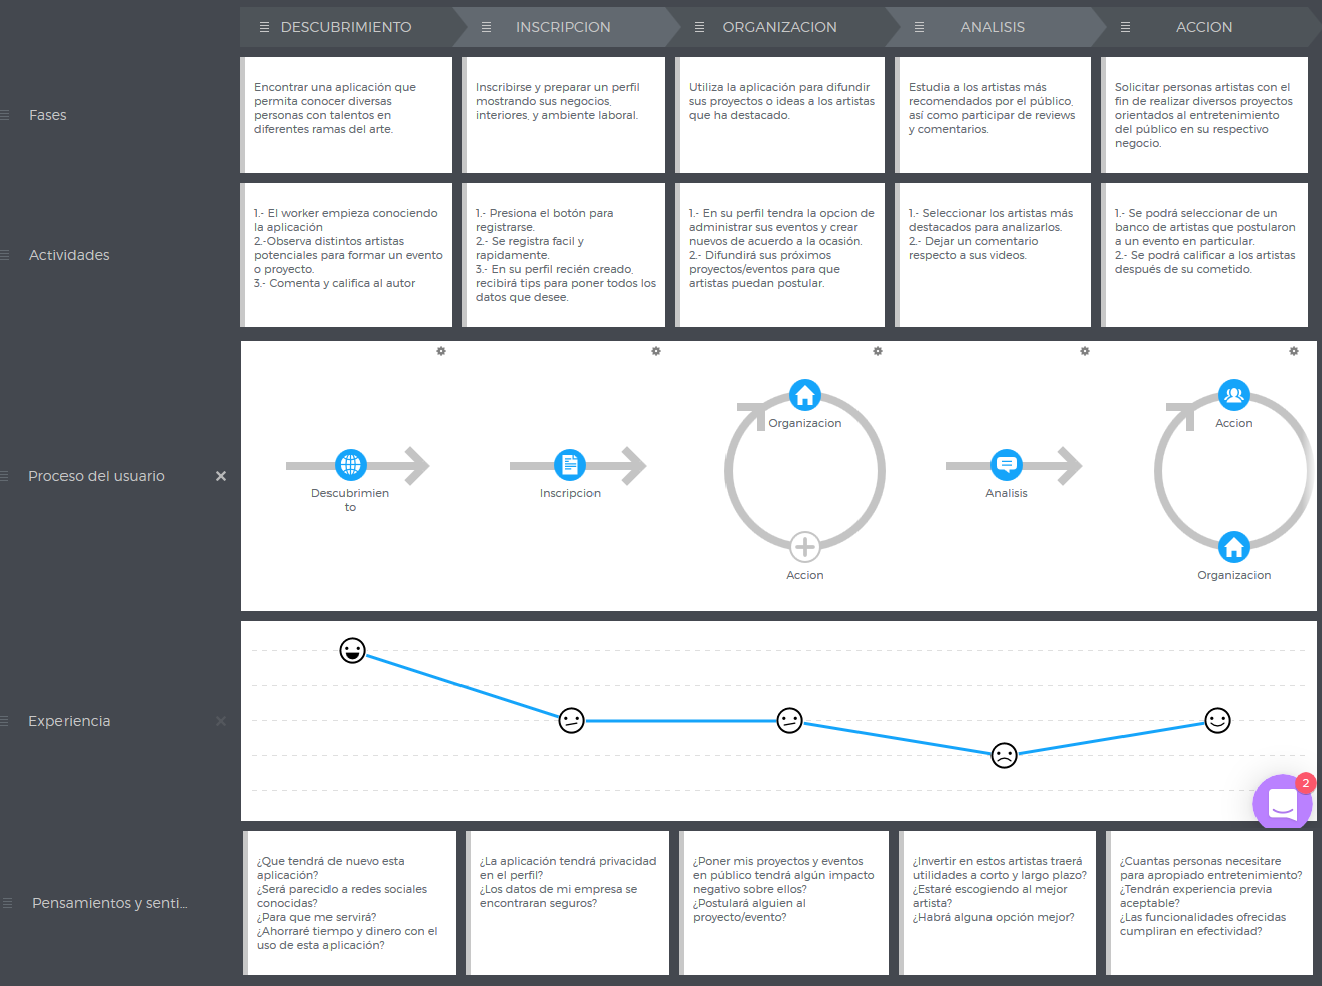 DESCUBRIMIENTO
INSCRIPCION
ORGANIZACION
ANALISIS
ACCION
Fases
Encontrar una aplicación que
permita conocer diversas
personas con talentos en
diferentes ramas del arte.
Inscribirse y preparar un perfil
mostrando sus negocios,
interiores, y ambiente laboral.
Utiliza la aplicación para difundir
sus proyectos o ideas a los artistas
que ha destacado.
Estudia a los artistas más
recomendados por el público,
así como participar de reviews
y comentarios.
Solicitar personas artistas con el
fin de realizar diversos proyectos
orientados al entretenimiento
del público en su respectivo
negocio.
Actividades
1.- El worker empieza conociendo
la aplicación
2.-Observa distintos artistas
potenciales para formar un evento
o proyecto.
3.- Comenta y califica al autor
1.- Presiona el botón para
registrarse.
2.- Se registra facil y
rapidamente.
3.- En su perfil recién creado,
recibirá tips para poner todos los
datos que desee.
1.- En su perfil tendra la opcion de
administrar sus eventos y crear
nuevos de acuerdo a la ocasión.
2.- Difundirá sus próximos
proyectos/eventos para que
artistas puedan postular.
1.- Seleccionar los artistas más
destacados para analizarlos.
2.- Dejar un comentario
respecto a sus videos.
1.- Se podrá seleccionar de un
banco de artistas que postularon
a un evento en particular.
2.- Se podrá calificar a los artistas
después de su cometido.
Proceso del usuario
Descubrimien
to
Inscripcion
Organizacion
Accion
Analisis
Accion
Organizacion
Experiencia
2
Pensamientos y senti...
¿Que tendrá de nuevo esta
aplicación?
¿Será parecido a redes sociales
conocidas?
¿Para que me servirá?
¿Ahorraré tiempo y dinero con el
uso de esta aplicación?
¿La aplicación tendrá privacidad
en el perfil?
¿Los datos de mi empresa se
encontraran seguros?
¿Poner mis proyectos y eventos
en público tendrá algún impacto
negativo sobre ellos?
¿Postulará alguien al
proyecto/evento?
¿Invertir en estos artistas traerá
utilidades a corto y largo plazo?
¿Estaré escogiendo al mejor
artista?
¿Habrá alguna opción mejor?
¿Cuantas personas necesitare
para apropiado entretenimiento?
¿Tendrán experiencia previa
aceptable?
¿Las funcionalidades ofrecidas
cumpliran en efectividad?